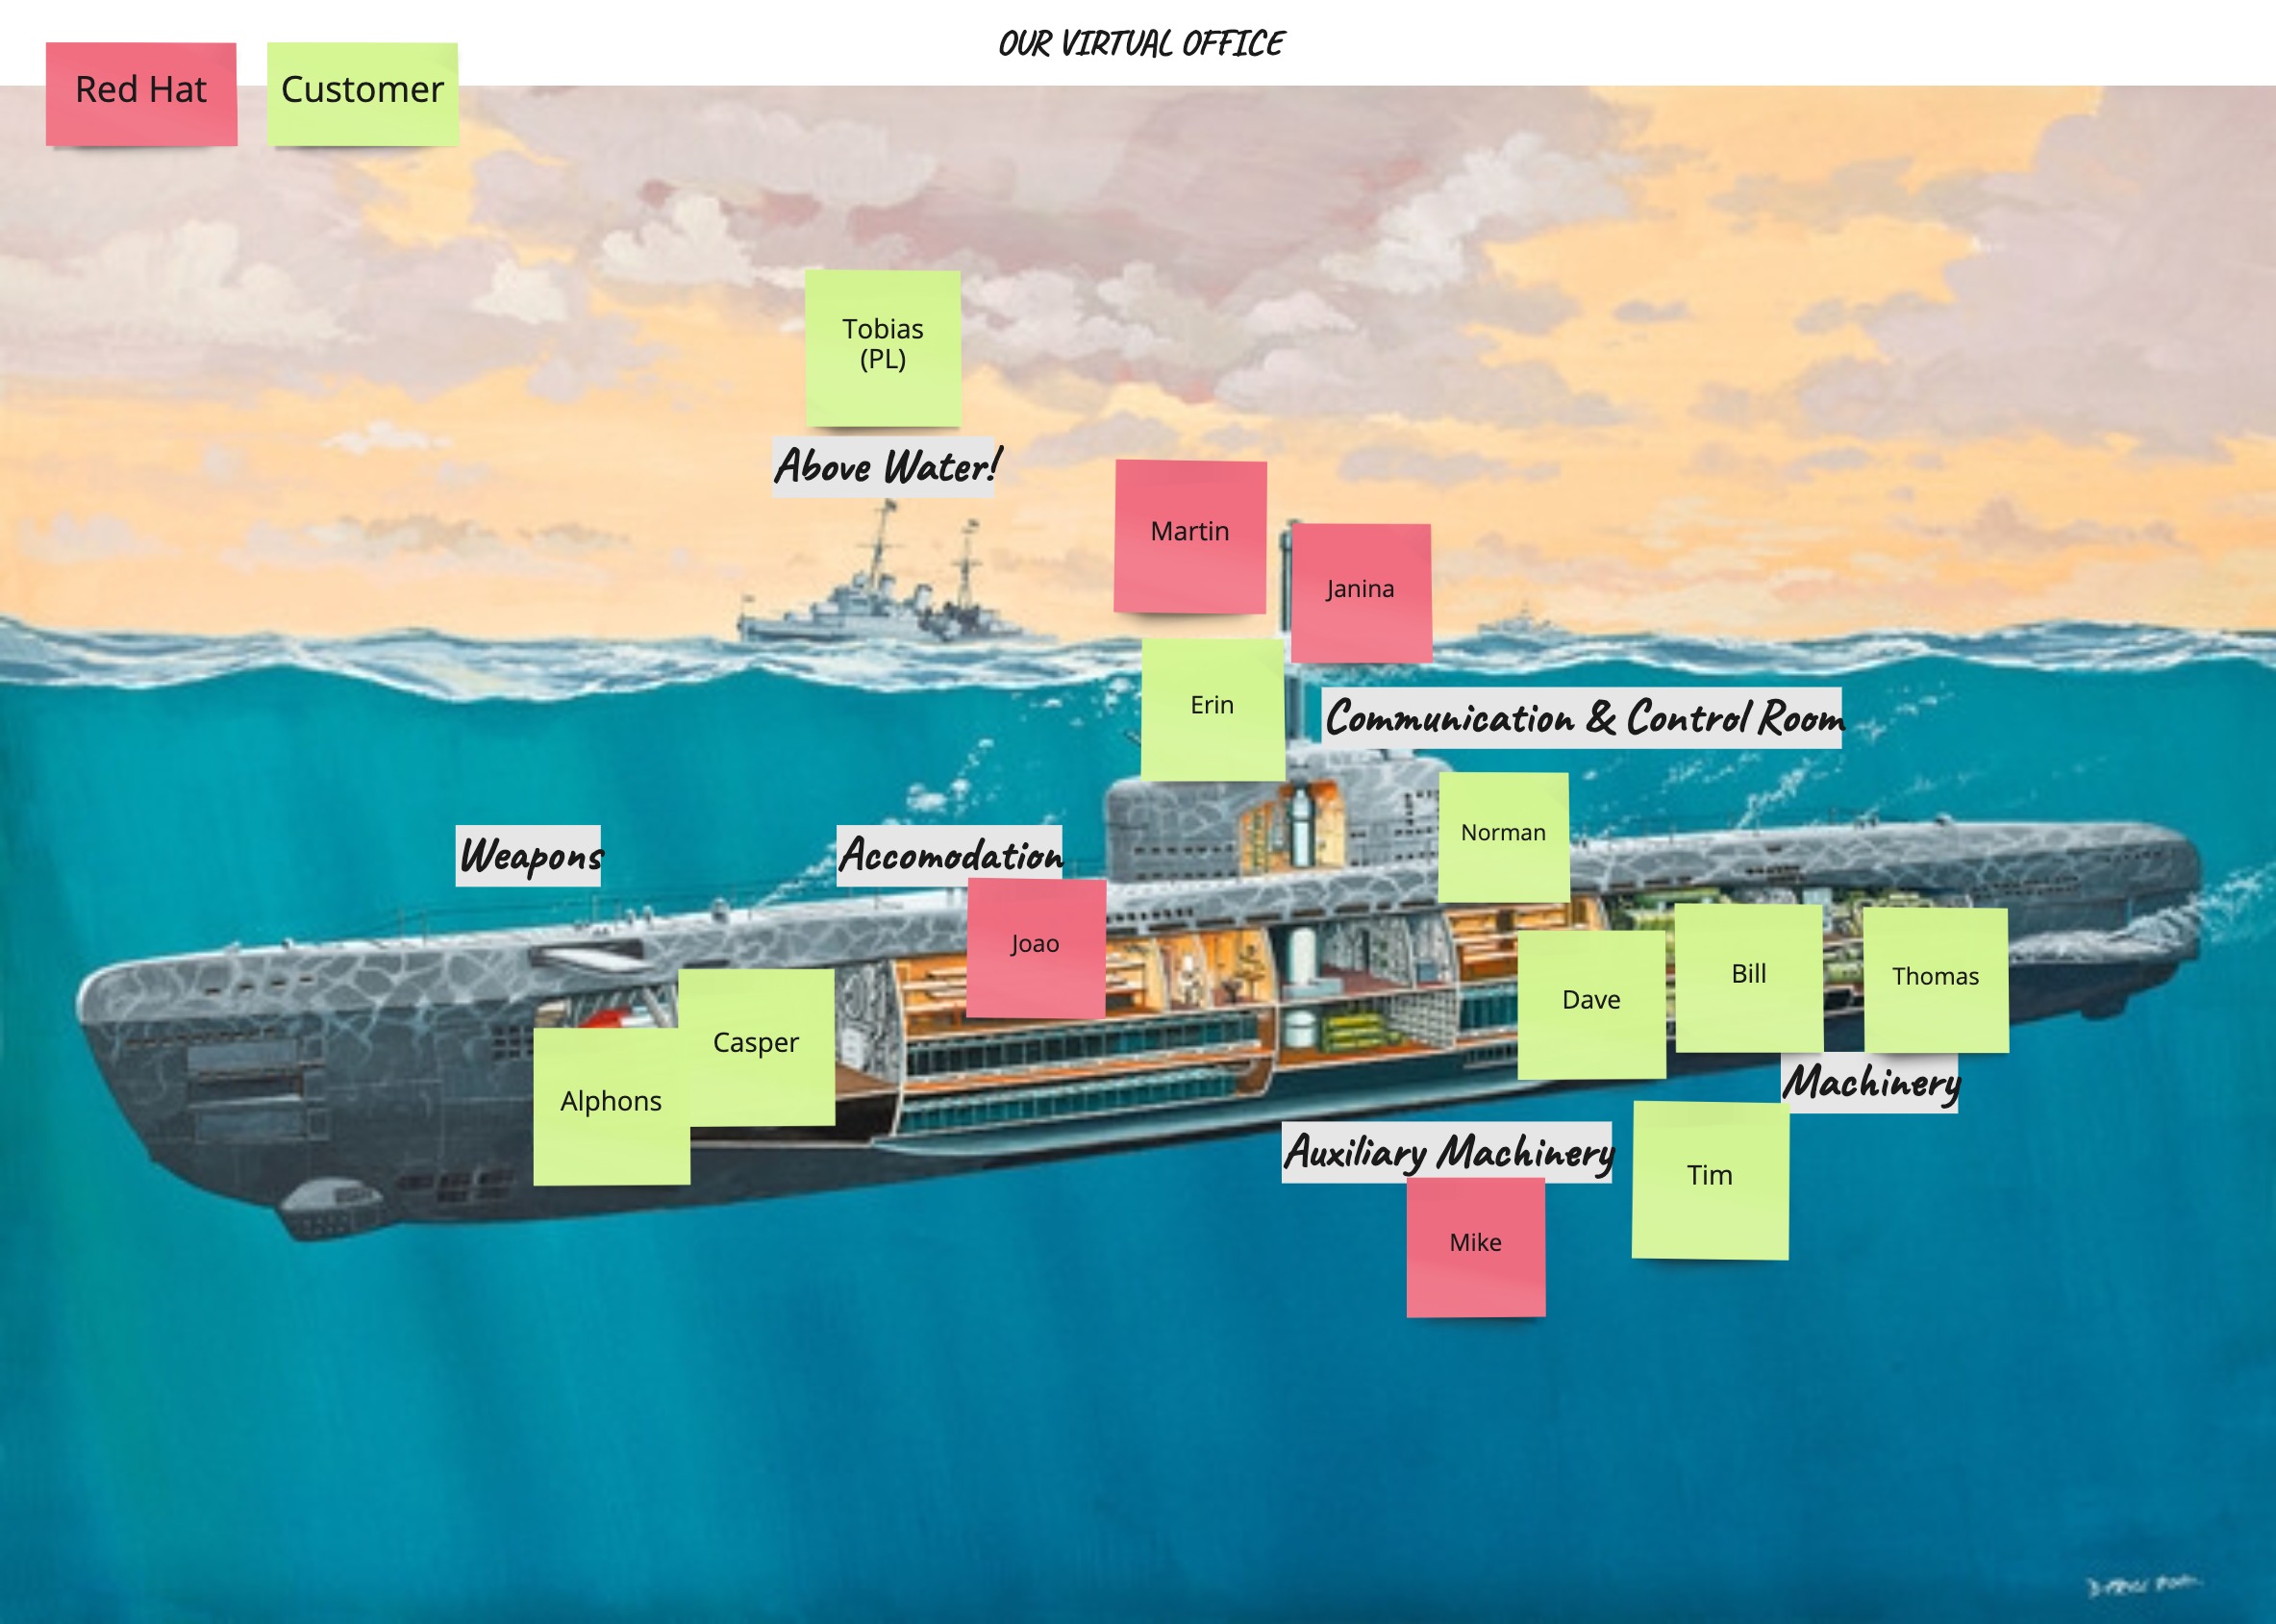 OUR VIRTUAL OFFICE
Red Hat
Customer
Tobias
(PL)
Above Water!
Martin
Janina
Erin
Communication & Control Room
Norman
Weapons
Accomodation
Joao
Casper
Alphons
Dave
Bill
Thomas
Machinery
Auxiliary Machinery
Tim
Mike